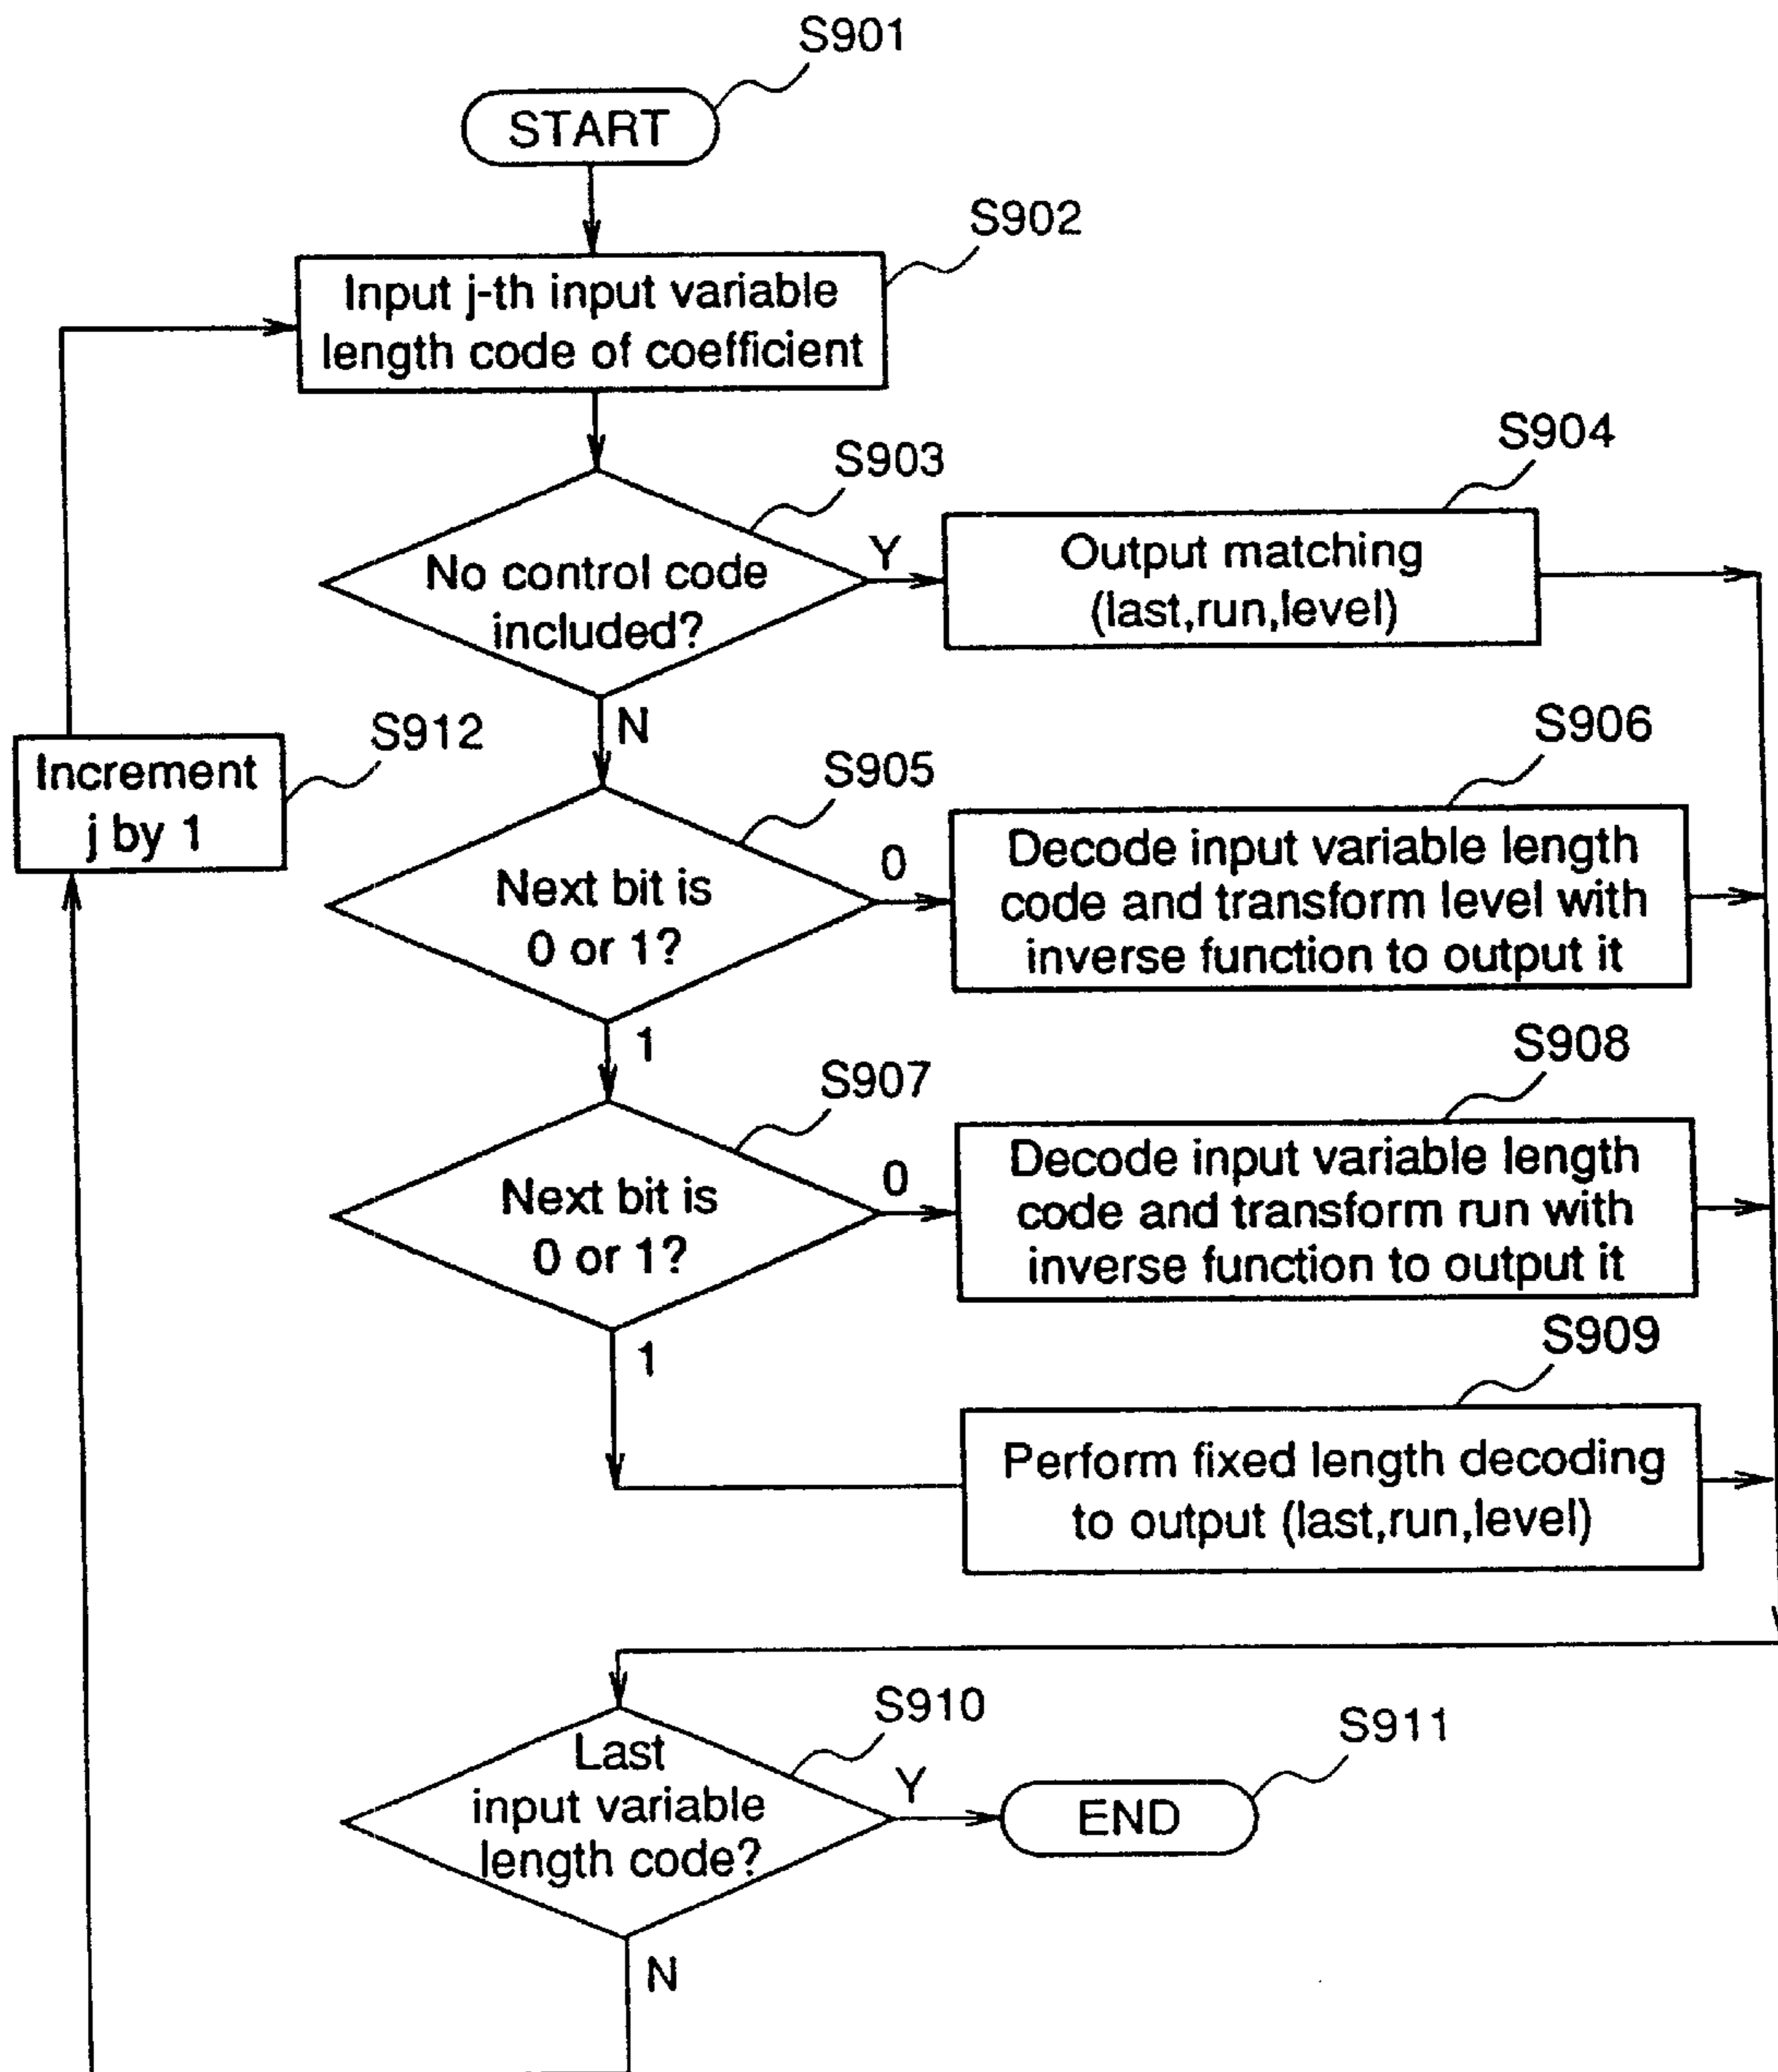 S901
START
S902
Input j-th input variable
length code of coefficient
S903
No control code
included?
Y
N
S904
Output matching
(last,run,level)
S912
Increment
j by 1
S905
Next bit is
0 or 1?
0
1
S906
Decode input variable length
code and transform level with
inverse function to output it
S907
Next bit is
0 or 1?
0
1
S908
Decode input variable length
code and transform run with
inverse function to output it
S909
Perform fixed length decoding
to output (last,run,level)
S910
Last
input variable
length code?
Y
N
S911
END